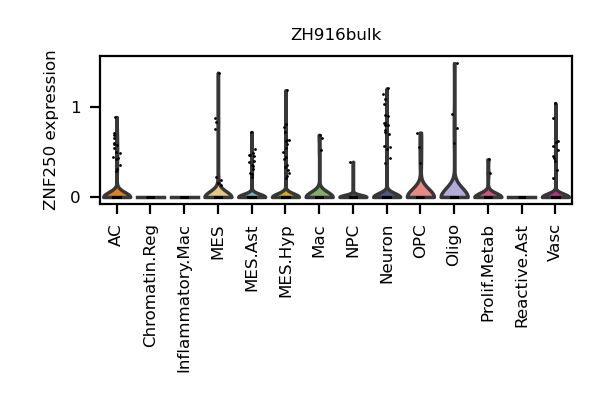 ZH916bulk
ZNF250 expression
1
0
AC
Chromatin.Reg
Inflammatory.Mac
MES
MES.Ast
MES.Hyp
Mac
NPC
Neuron
OPC
Oligo
Prolif.Metab
Reactive.Ast
Vasc